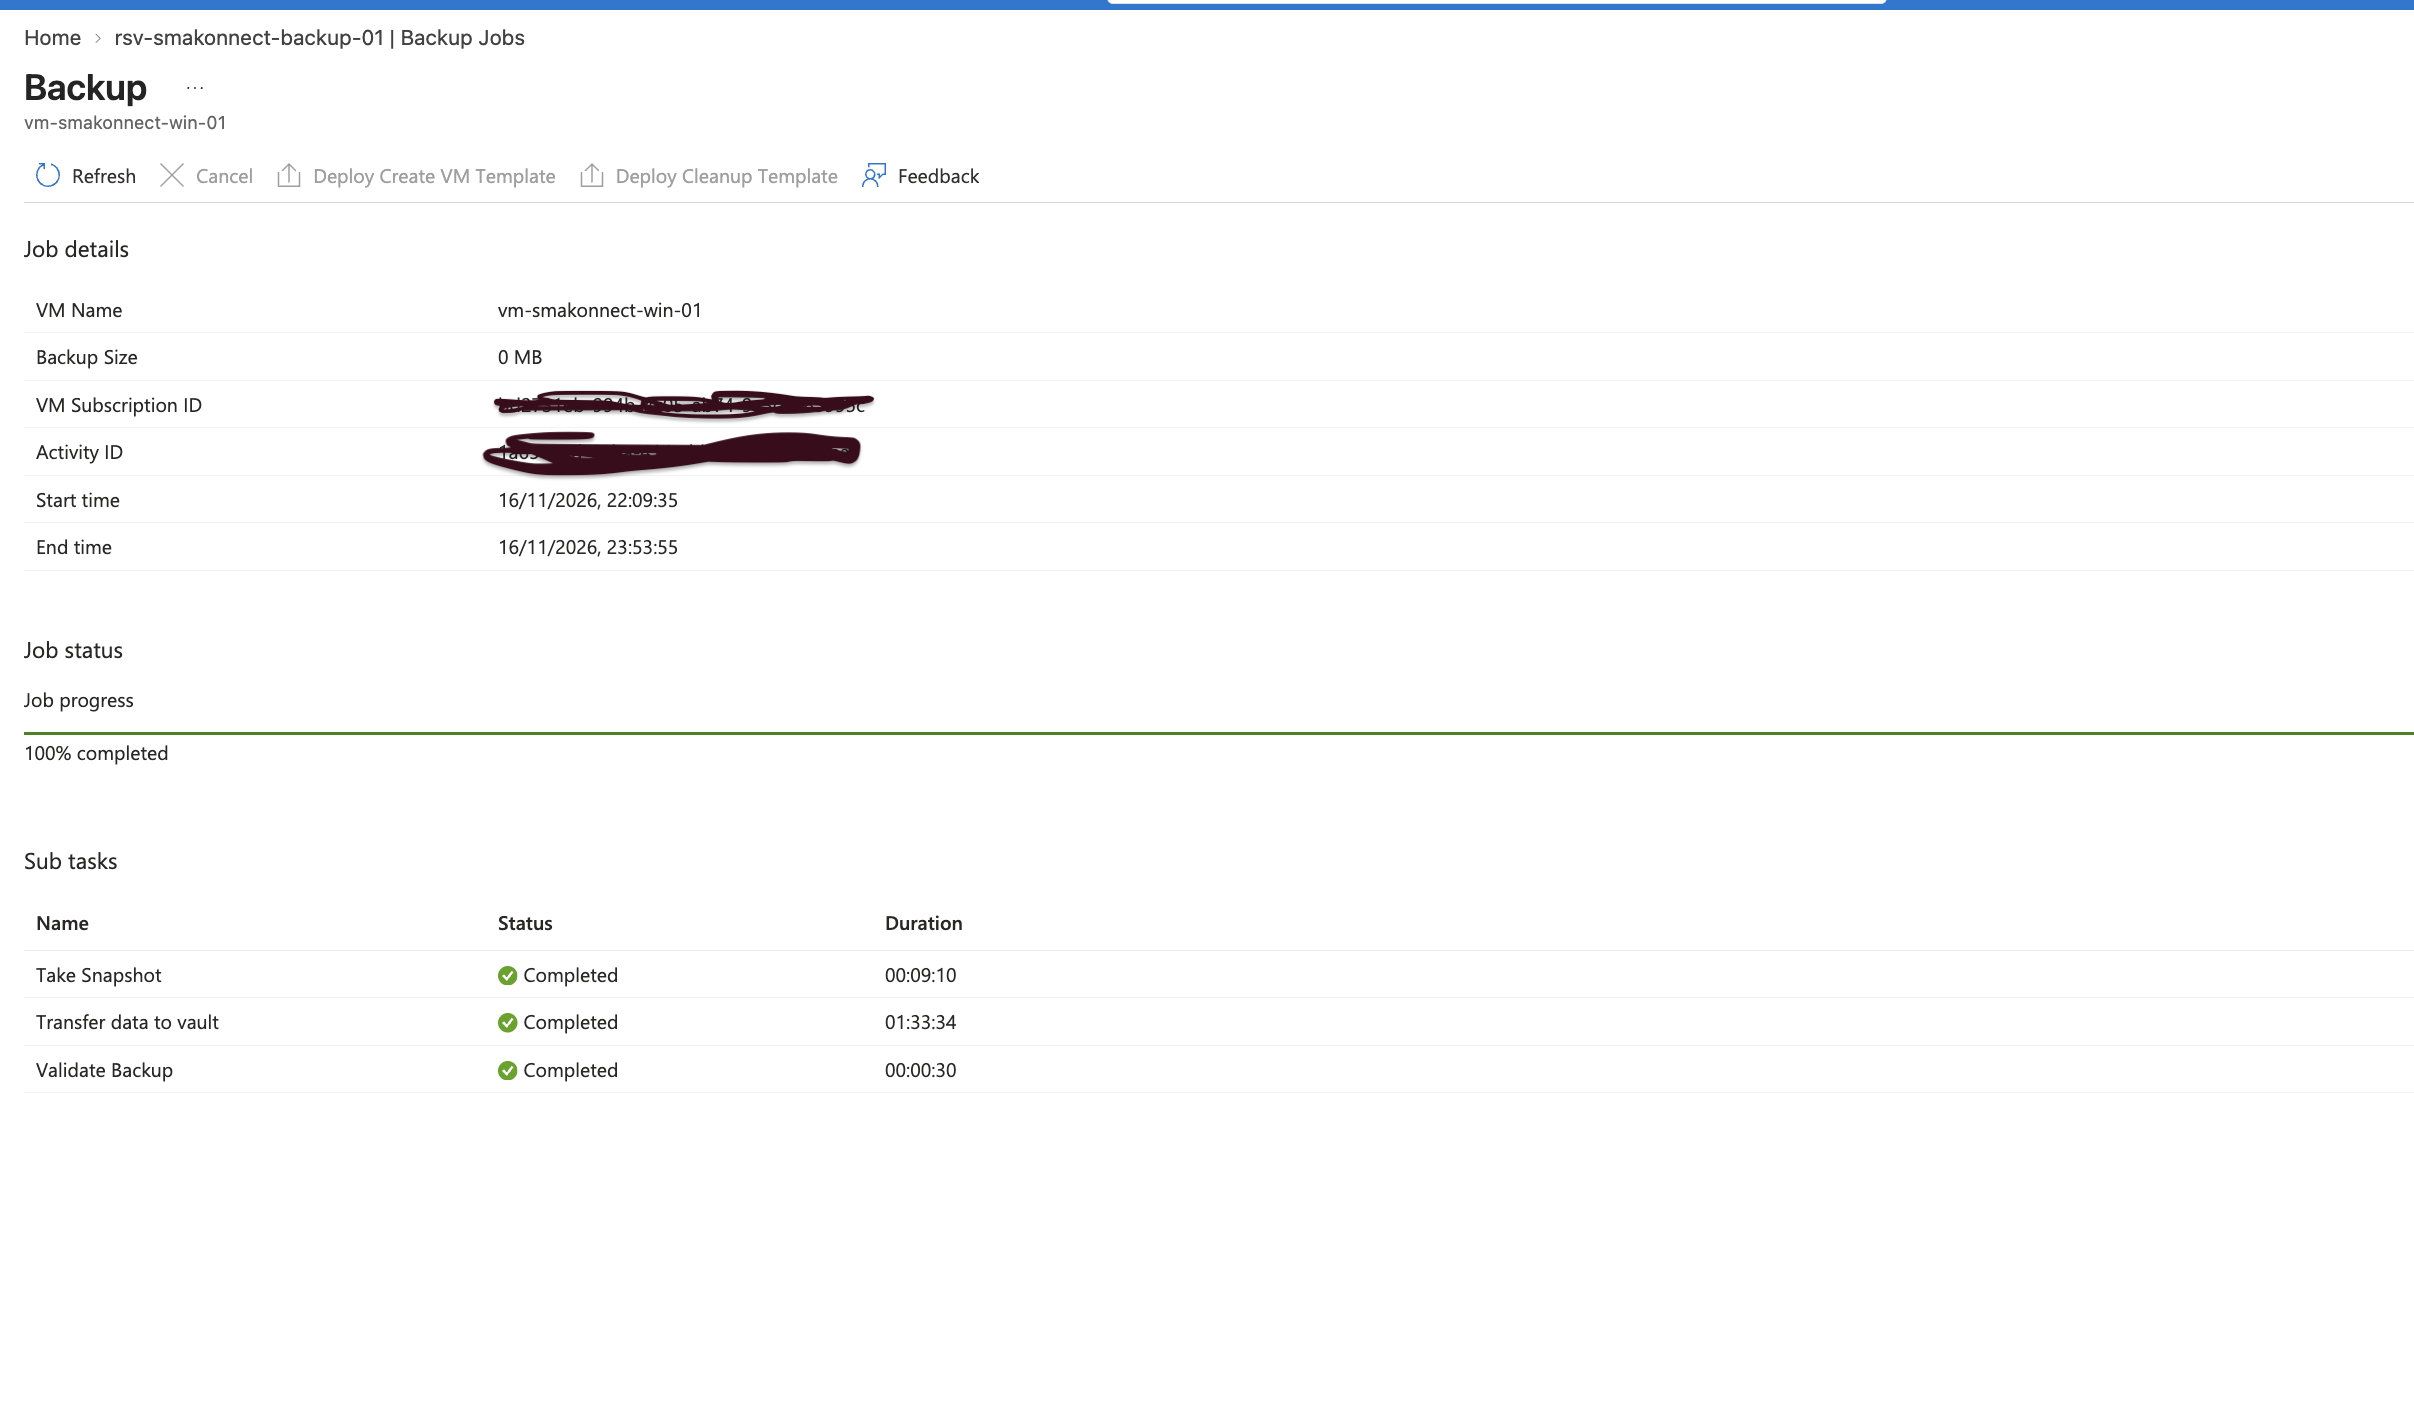 Home > rsv-smakonnect-backup-01 | Backup Jobs
Backup ...
vm-smakonnect-win-01
Refresh Cancel Deploy Create VM Template Deploy Cleanup Template Feedback
Job details
VM Name vm-smakonnect-win-01
Backup Size 0 MB
VM Subscription ID
Activity ID
Start time 16/11/2026, 22:09:35
End time 16/11/2026, 23:53:55
Job status
Job progress
100% completed
Sub tasks
Name Status Duration
Take Snapshot Completed 00:09:10
Transfer data to vault Completed 01:33:34
Validate Backup Completed 00:00:30